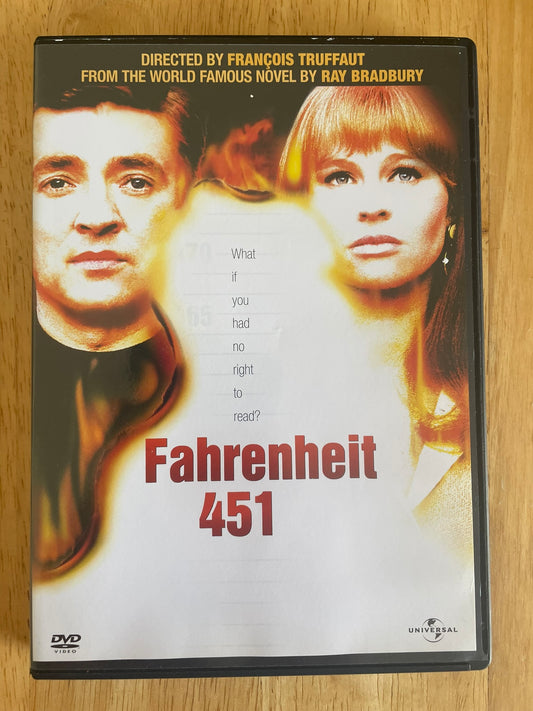 DIRECTED BY FRANÇOIS TRUFFAUT
FROM THE WORLD FAMOUS NOVEL BY RAY BRADBURY
What
if
you
had
no
right
to
read?
Fahrenheit
451
DVD
VIDEO
UNIVERSAL